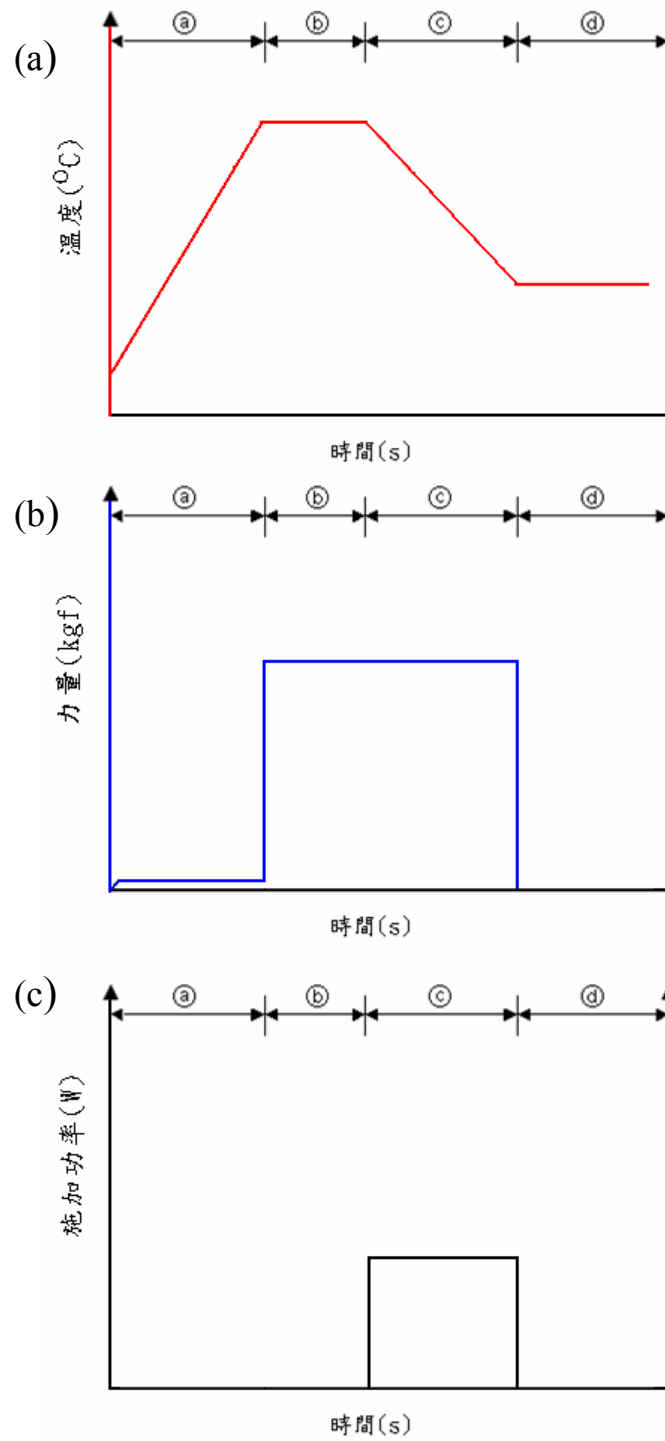 ⓐ ⓑ ⓒ ⓓ
(a)
溫度(°C)
時間(s)
ⓐ ⓑ ⓒ ⓓ
(b)
力量(kgf)
時間(s)
ⓐ ⓑ ⓒ ⓓ
(c)
施加功率(W)
時間(s)